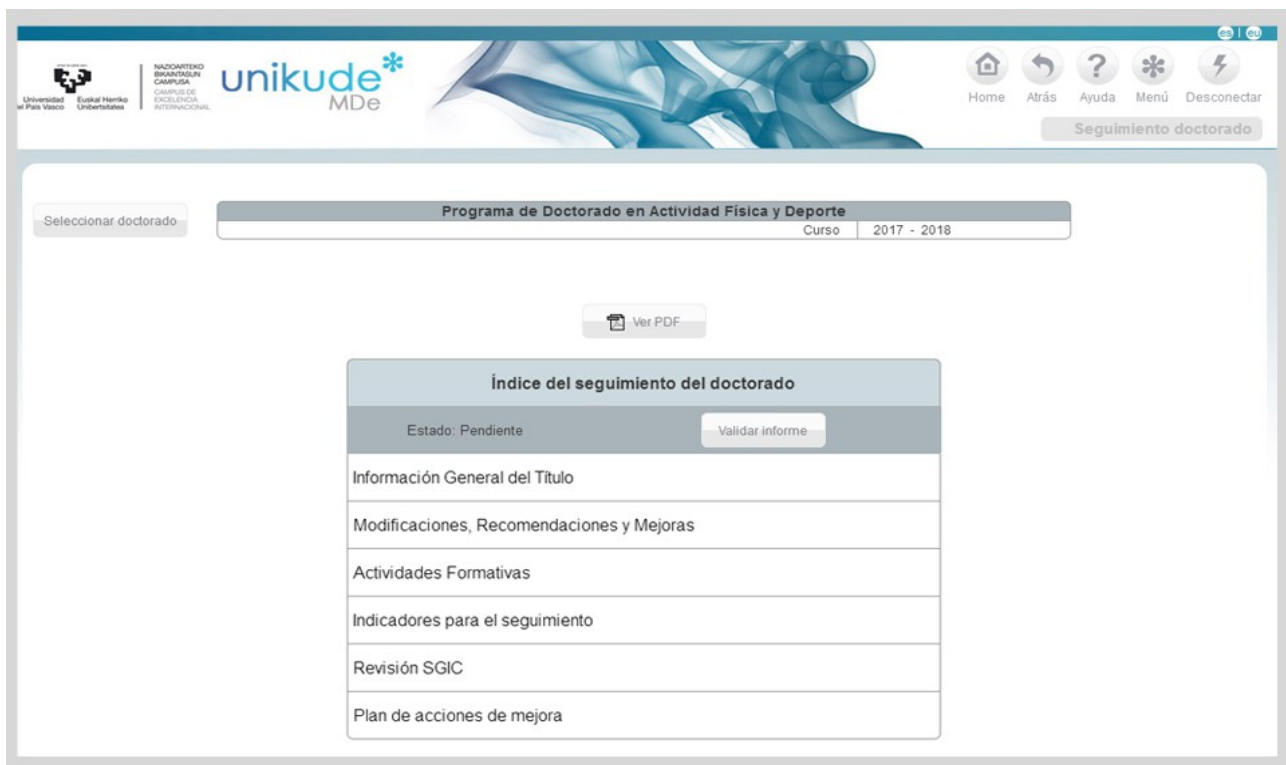 es | eu
Universidad
el País Vasco
Euskal Herriko
Unibertsitatea
NAZIOARTEKO
BIKAINTASUN
CAMPUSA
CAMPUS DE
EXCELENCIA
INTERNACIONAL
unikude*
MDe
Home Atrás Ayuda Menú Desconectar
Seguimiento doctorado
Seleccionar doctorado
Programa de Doctorado en Actividad Física y Deporte
Curso 2017 - 2018
Ver PDF
Índice del seguimiento del doctorado
Estado: Pendiente Validar informe
Información General del Título
Modificaciones, Recomendaciones y Mejoras
Actividades Formativas
Indicadores para el seguimiento
Revisión SGIC
Plan de acciones de mejora